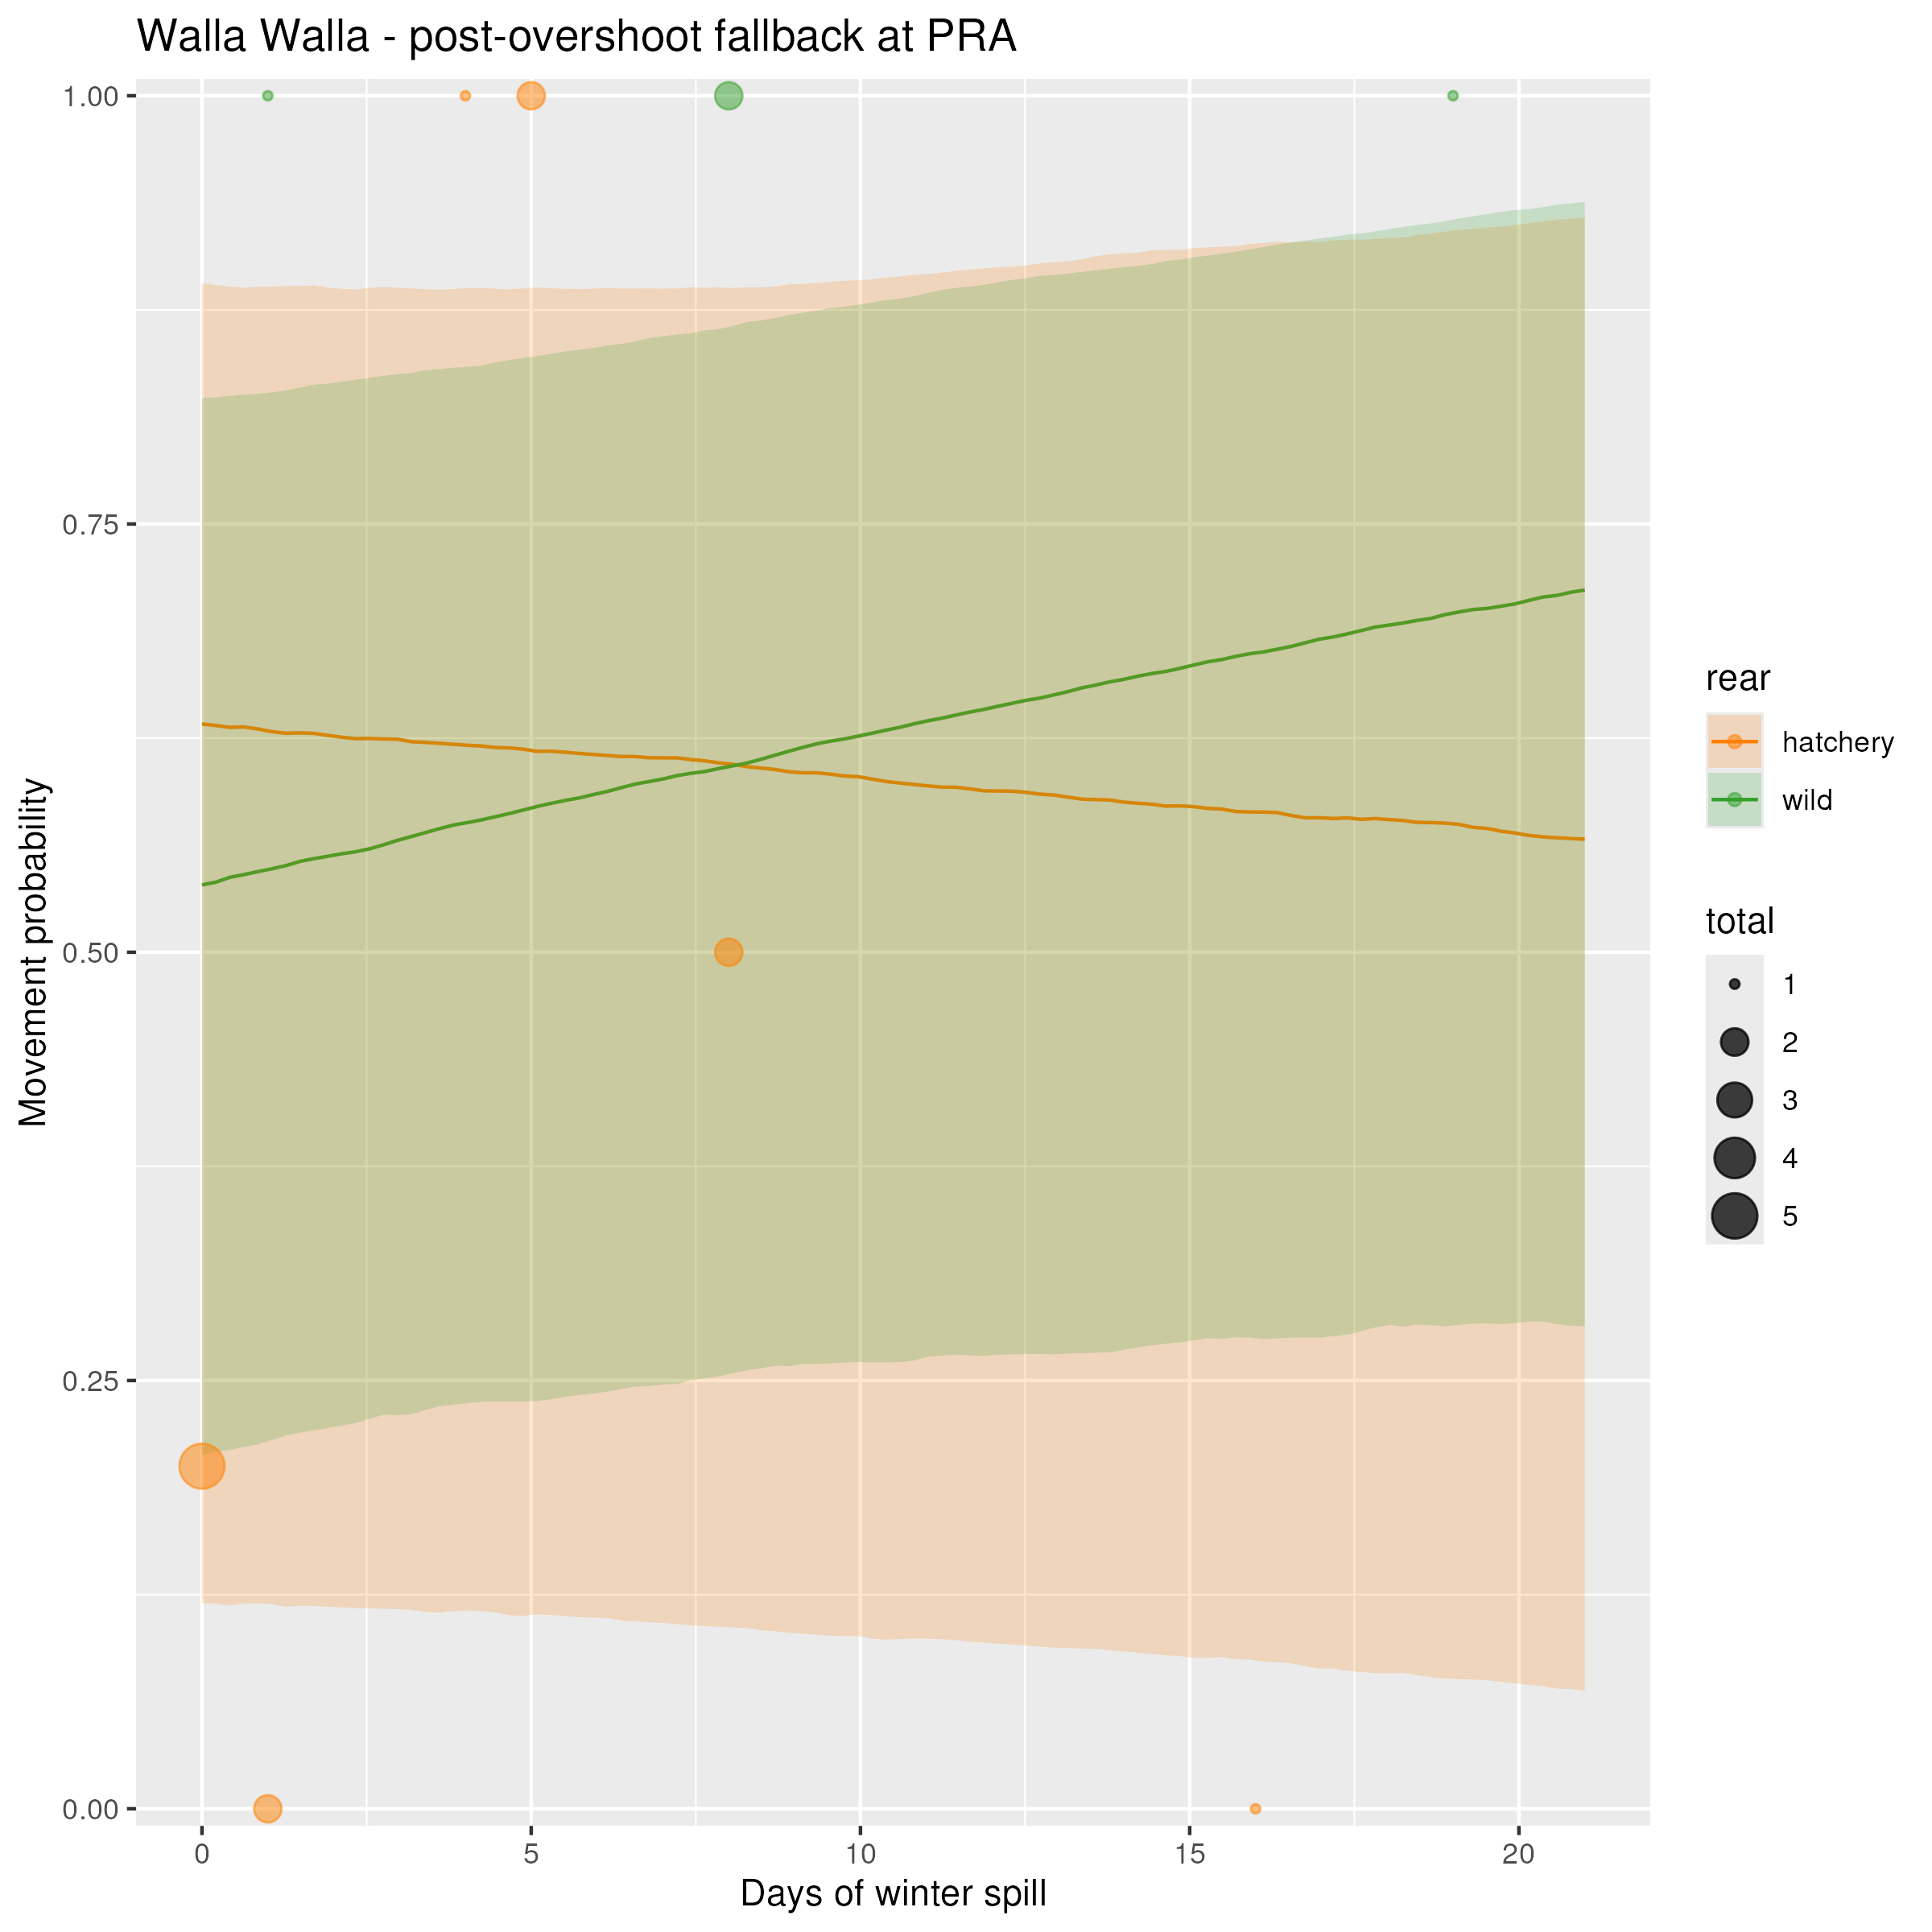 Walla Walla - post-overshoot fallback at PRA
Movement probability
1.00
0.75
0.50
0.25
0.00
0
5
10
15
20
Days of winter spill
rear
hatchery
wild
total
1
2
3
4
5